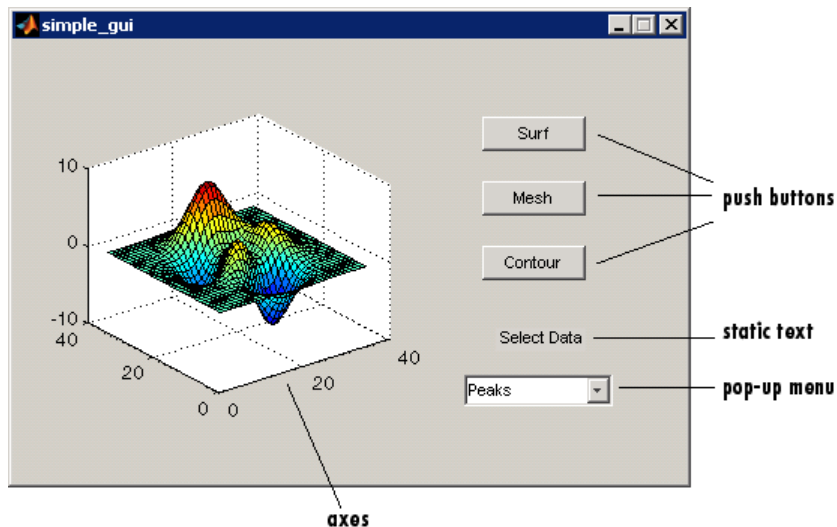 simple_gui
Surf
Mesh
Contour
push buttons
Select Data
static text
Peaks
pop-up menu
10
0
-10
40
20
0
0
20
40
axes